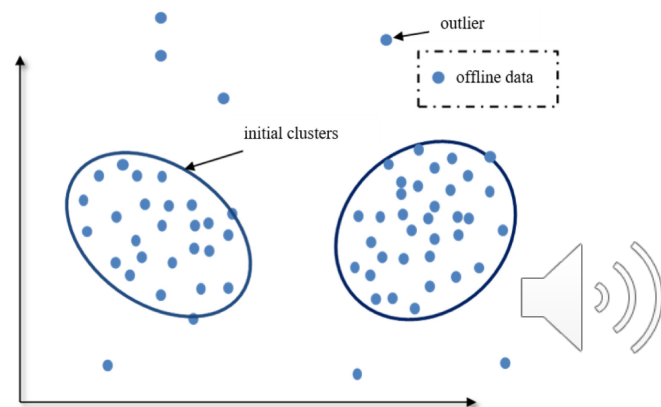 outlier
offline data
initial clusters